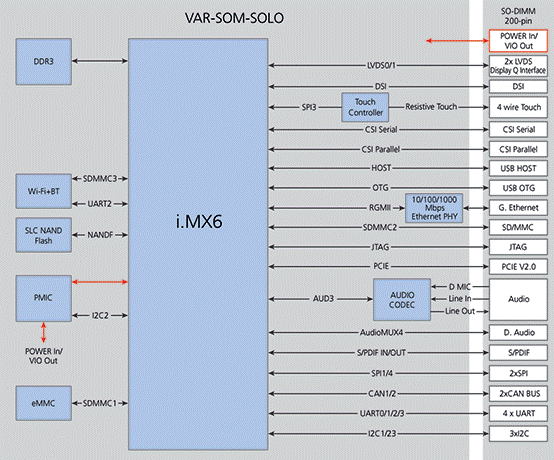 VAR-SOM-SOLO
SO-DIMM
200-pin
DDR3
POWER In/
VIO Out
LVDS0/1
2x LVDS
Display Q Interface
DSI
DSI
SPI3
Touch
Controller
Resistive Touch
4 wire Touch
CSI Serial
CSI Serial
CSI Parallel
CSI Parallel
HOST
USB HOST
Wi-Fi+BT
SDMMC3
UART2
OTG
USB OTG
RGMII
10/100/1000
Mbps
Ethernet PHY
G. Ethernet
i.MX6
SLC NAND
Flash
NANDF
SDMMC2
SD/MMC
JTAG
JTAG
PCIE
PCIE V2.0
PMIC
I2C2
POWER In/
VIO Out
AUD3
AUDIO
CODEC
D MIC
Line In
Line Out
Audio
AudioMUX4
D. Audio
S/PDIF IN/OUT
S/PDIF
SPI1/4
2xSPI
eMMC
SDMMC1
CAN1/2
2xCAN BUS
UART0/1/2/3
4 x UART
I2C1/23
3xI2C